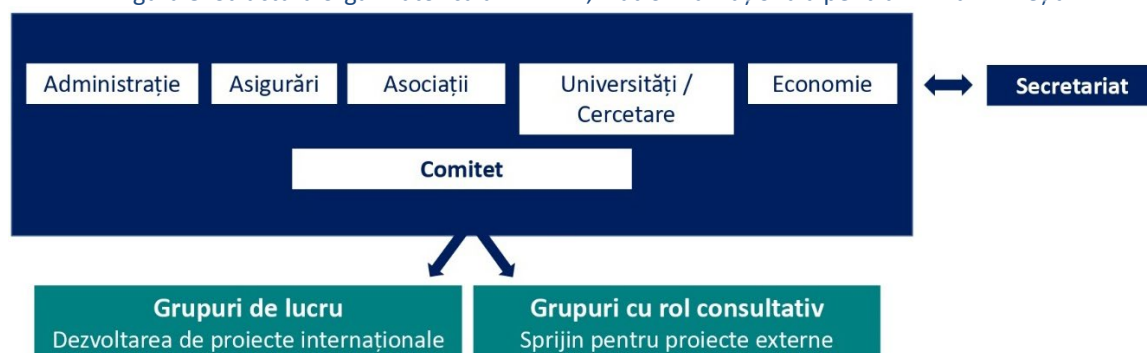 Administrație
Asigurări
Asociații
Universități /
Cercetare
Economie
Secretariat
Comitet
Grupuri de lucru
Dezvoltarea de proiecte internaționale
Grupuri cu rol consultativ
Sprijin pentru proiecte externe